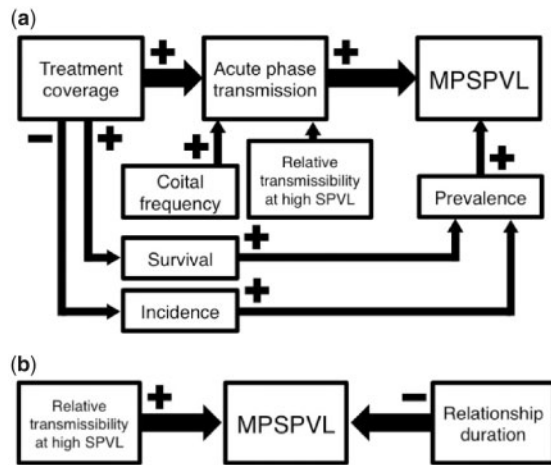 (a)
+
+
Treatment
coverage
Acute phase
transmission
MPSPVL
−
+
+
+
Coital
frequency
Relative
transmissibility
at high SPVL
Prevalence
+
Survival
+
Incidence
(b)
+
−
Relative
transmissibility
at high SPVL
MPSPVL
Relationship
duration